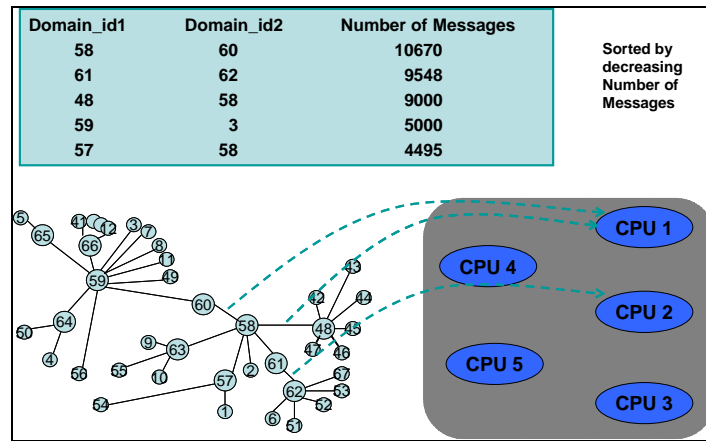 Domain_id1 Domain_id2 Number of Messages
58 60 10670
61 62 9548
48 58 9000
59 3 5000
57 58 4495
Sorted by
decreasing
Number of
Messages
5
41
12
3
7
65
66
8
11
59
49
60
64
50
4
56
9
63
55
10
58
57
2
54
1
61
62
6
51
52
53
67
43
42
44
48
45
47
46
CPU 1
CPU 4
CPU 2
CPU 5
CPU 3